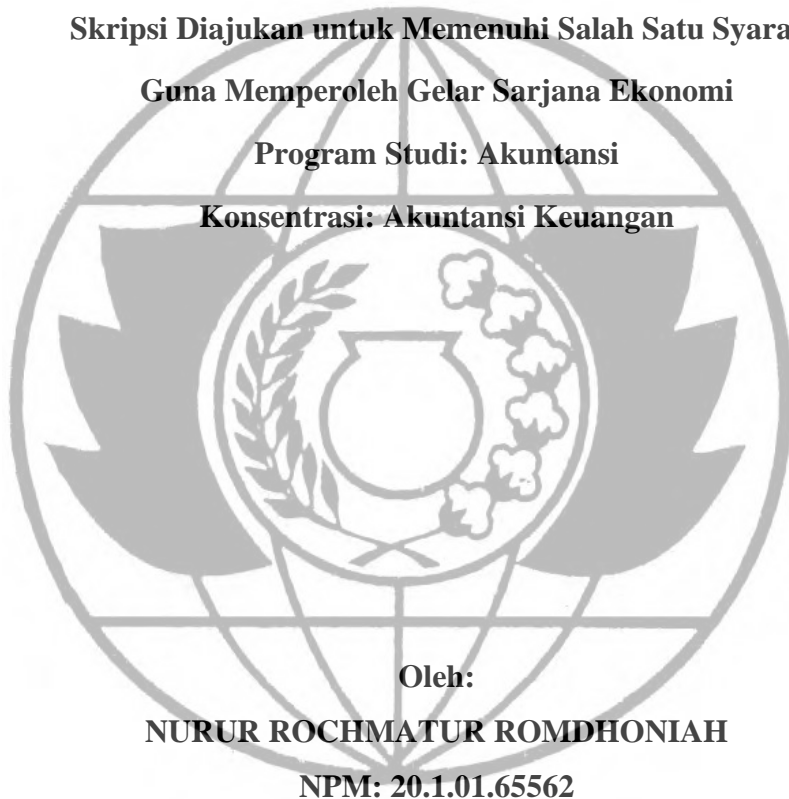 Skripsi Diajukan untuk Memenuhi Salah Satu Syara
Guna Memperoleh Gelar Sarjana Ekonomi
Program Studi: Akuntansi
Konsentrasi: Akuntansi Keuangan
Oleh:
NURUR ROCHMATUR ROMDHONIAH
NPM: 20.1.01.65562